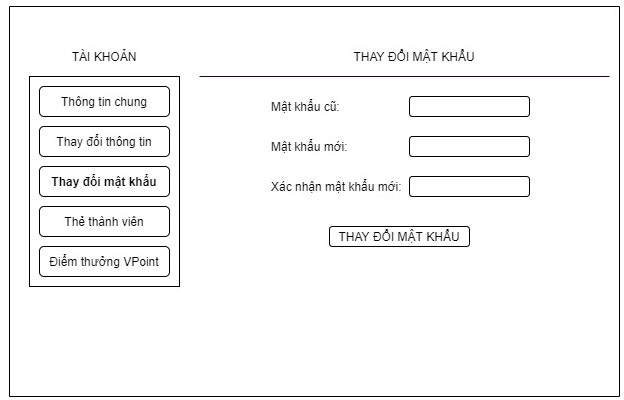 TÀI KHOẢN
Thông tin chung
Thay đổi thông tin
Thay đổi mật khẩu
Thẻ thành viên
Điểm thưởng VPoint
THAY ĐỔI MẬT KHẨU
Mật khẩu cũ:
Mật khẩu mới:
Xác nhận mật khẩu mới:
THAY ĐỔI MẬT KHẨU